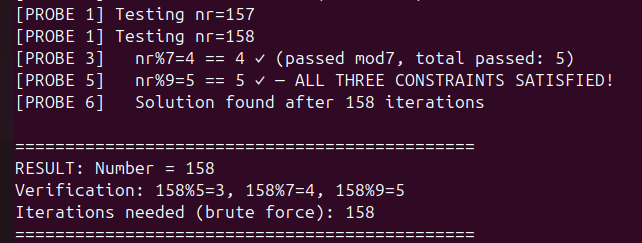 [PROBE 1] Testing nr=157
[PROBE 1] Testing nr=158
[PROBE 3]   nr%7=4 == 4 ✓ (passed mod7, total passed: 5)
[PROBE 5]   nr%9=5 == 5 ✓ — ALL THREE CONSTRAINTS SATISFIED!
[PROBE 6]   Solution found after 158 iterations

==============================================
RESULT: Number = 158
Verification: 158%5=3, 158%7=4, 158%9=5
Iterations needed (brute force): 158
==============================================